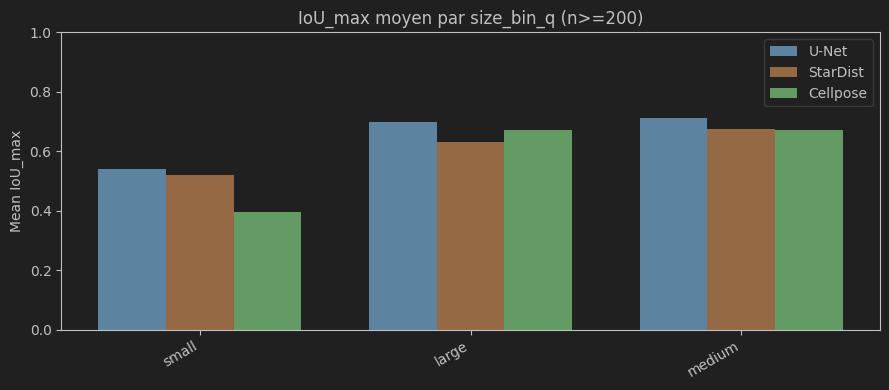 IoU_max moyen par size_bin_q (n>=200)
U-Net
StarDist
Cellpose
Mean IoU_max
1.0
0.8
0.6
0.4
0.2
0.0
small
large
medium